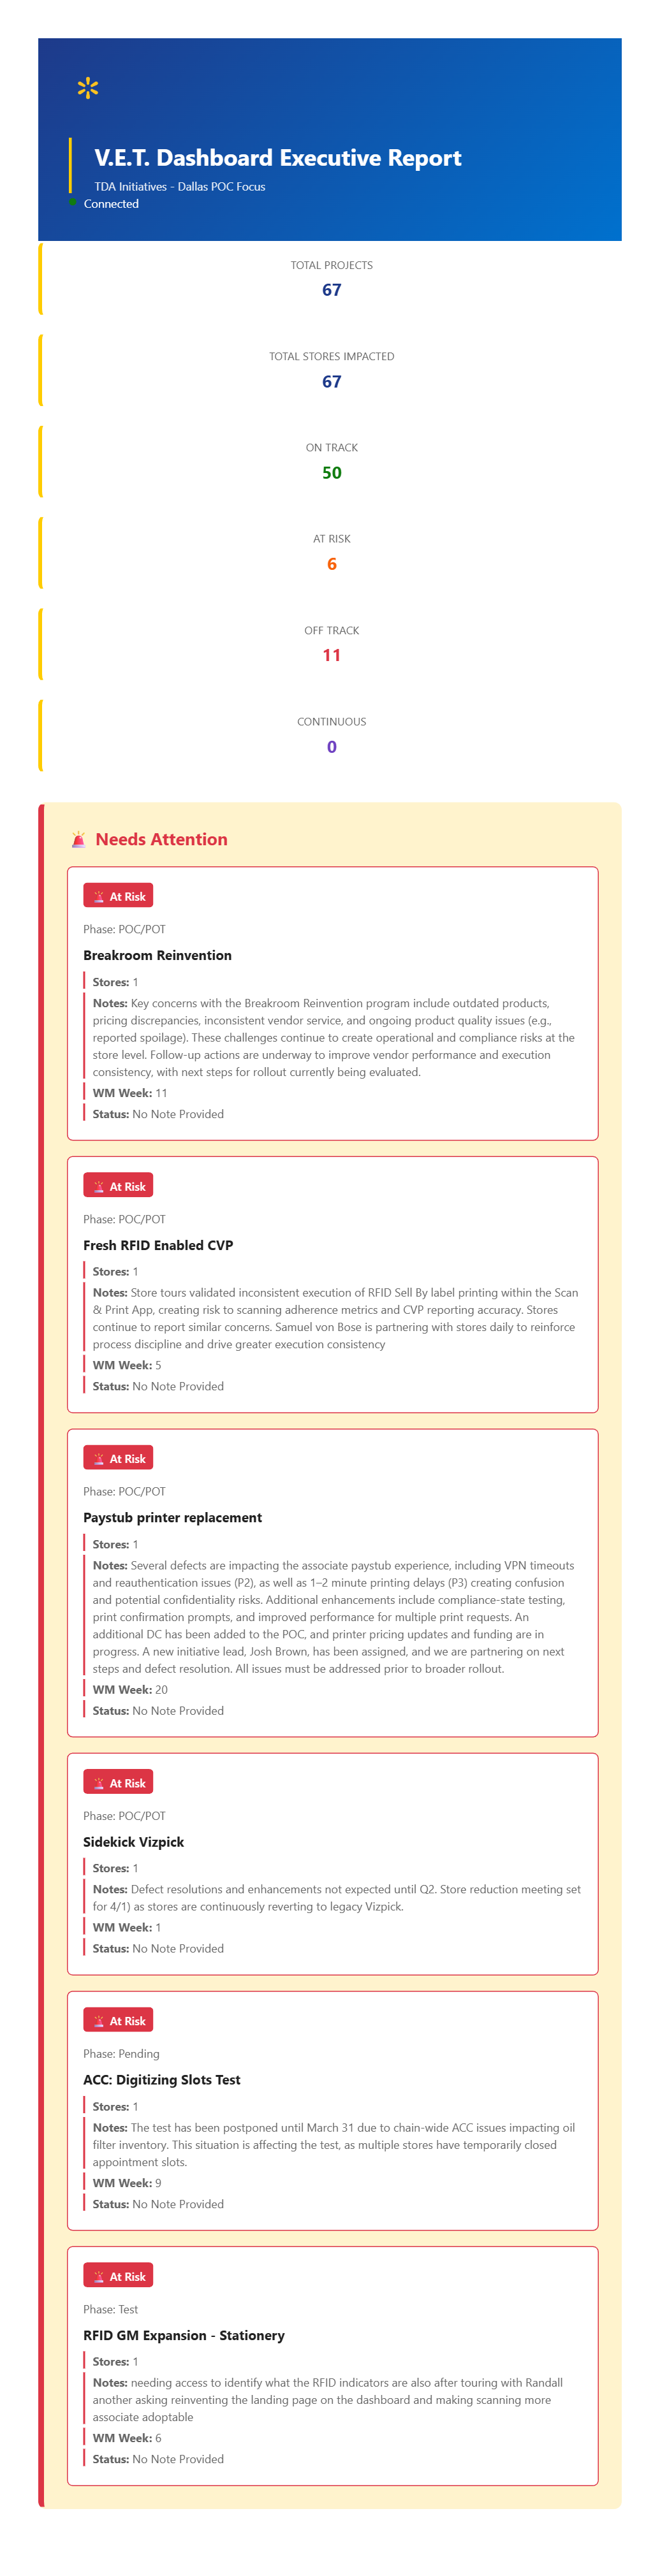 V.E.T. Dashboard Executive Report
TDA Initiatives - Dallas POC Focus
Connected
TOTAL PROJECTS
67
TOTAL STORES IMPACTED
67
ON TRACK
50
AT RISK
6
OFF TRACK
11
CONTINUOUS
0
Needs Attention
At Risk
Phase: POC/POT
Breakroom Reinvention
Stores: 1
Notes: Key concerns with the Breakroom Reinvention program include outdated products,
pricing discrepancies, inconsistent vendor service, and ongoing product quality issues (e.g.,
reported spoilage). These challenges continue to create operational and compliance risks at the
store level. Follow-up actions are underway to improve vendor performance and execution
consistency, with next steps for rollout currently being evaluated.
WM Week: 11
Status: No Note Provided
At Risk
Phase: POC/POT
Fresh RFID Enabled CVP
Stores: 1
Notes: Store tours validated inconsistent execution of RFID Sell By label printing within the Scan
& Print App, creating risk to scanning adherence metrics and CVP reporting accuracy. Stores
continue to report similar concerns. Samuel von Bose is partnering with stores daily to reinforce
process discipline and drive greater execution consistency
WM Week: 5
Status: No Note Provided
At Risk
Phase: POC/POT
Paystub printer replacement
Stores: 1
Notes: Several defects are impacting the associate paystub experience, including VPN timeouts
and reauthentication issues (P2), as well as 1–2 minute printing delays (P3) creating confusion
and potential confidentiality risks. Additional enhancements include compliance-state testing,
print confirmation prompts, and improved performance for multiple print requests. An
additional DC has been added to the POC, and printer pricing updates and funding are in
progress. A new initiative lead, Josh Brown, has been assigned, and we are partnering on next
steps and defect resolution. All issues must be addressed prior to broader rollout.
WM Week: 20
Status: No Note Provided
At Risk
Phase: POC/POT
Sidekick Vizpick
Stores: 1
Notes: Defect resolutions and enhancements not expected until Q2. Store reduction meeting set
for 4/1) as stores are continuously reverting to legacy Vizpick.
WM Week: 1
Status: No Note Provided
At Risk
Phase: Pending
ACC: Digitizing Slots Test
Stores: 1
Notes: The test has been postponed until March 31 due to chain-wide ACC issues impacting oil
filter inventory. This situation is affecting the test, as multiple stores have temporarily closed
appointment slots.
WM Week: 9
Status: No Note Provided
At Risk
Phase: Test
RFID GM Expansion - Stationery
Stores: 1
Notes: needing access to identify what the RFID indicators are also after touring with Randall
another asking reinventing the landing page on the dashboard and making scanning more
associate adoptable
WM Week: 6
Status: No Note Provided